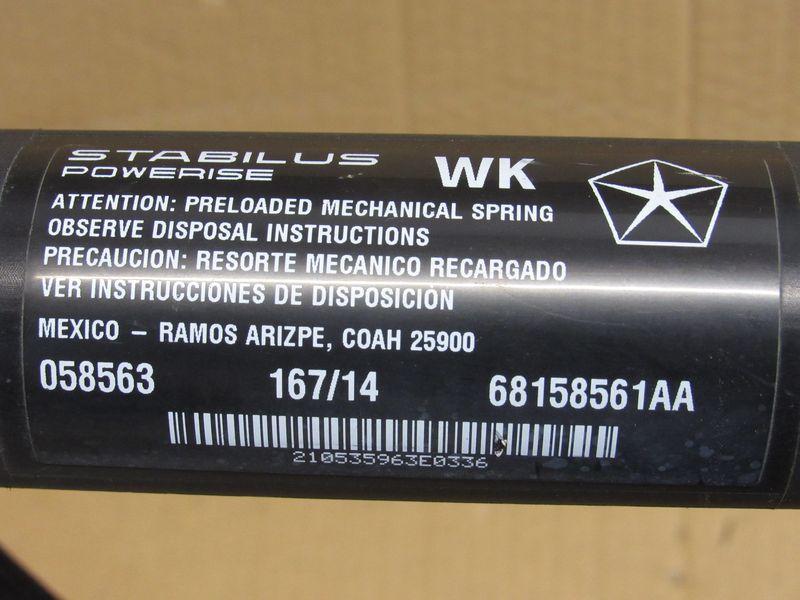 STABILUS
POWERISE
WK
ATTENTION: PRELOADED MECHANICAL SPRING
OBSERVE DISPOSAL INSTRUCTIONS
PRECAUCION: RESORTE MECANICO RECARGADO
VER INSTRUCCIONES DE DISPOSICIÓN
MEXICO – RAMOS ARIZPE, COAH 25900
058563 167/14 68158561AA
210535963E0336